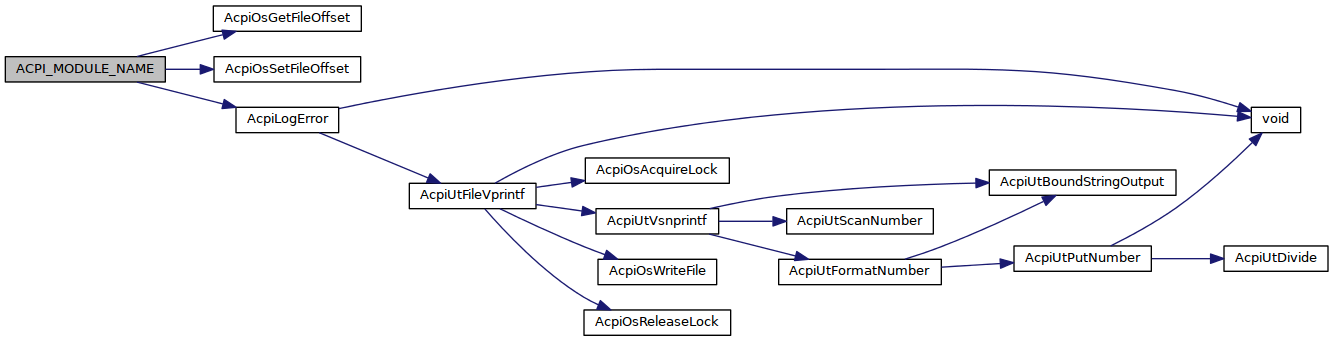 AcpiOsGetFileOffset
ACPI_MODULE_NAME
AcpiOsSetFileOffset
AcpiLogError
void
AcpiOsAcquireLock
AcpiUtBoundStringOutput
AcpiUtFileVprintf
AcpiUtVsnprintf
AcpiUtScanNumber
AcpiUtPutNumber
AcpiUtDivide
AcpiOsWriteFile
AcpiUtFormatNumber
AcpiOsReleaseLock